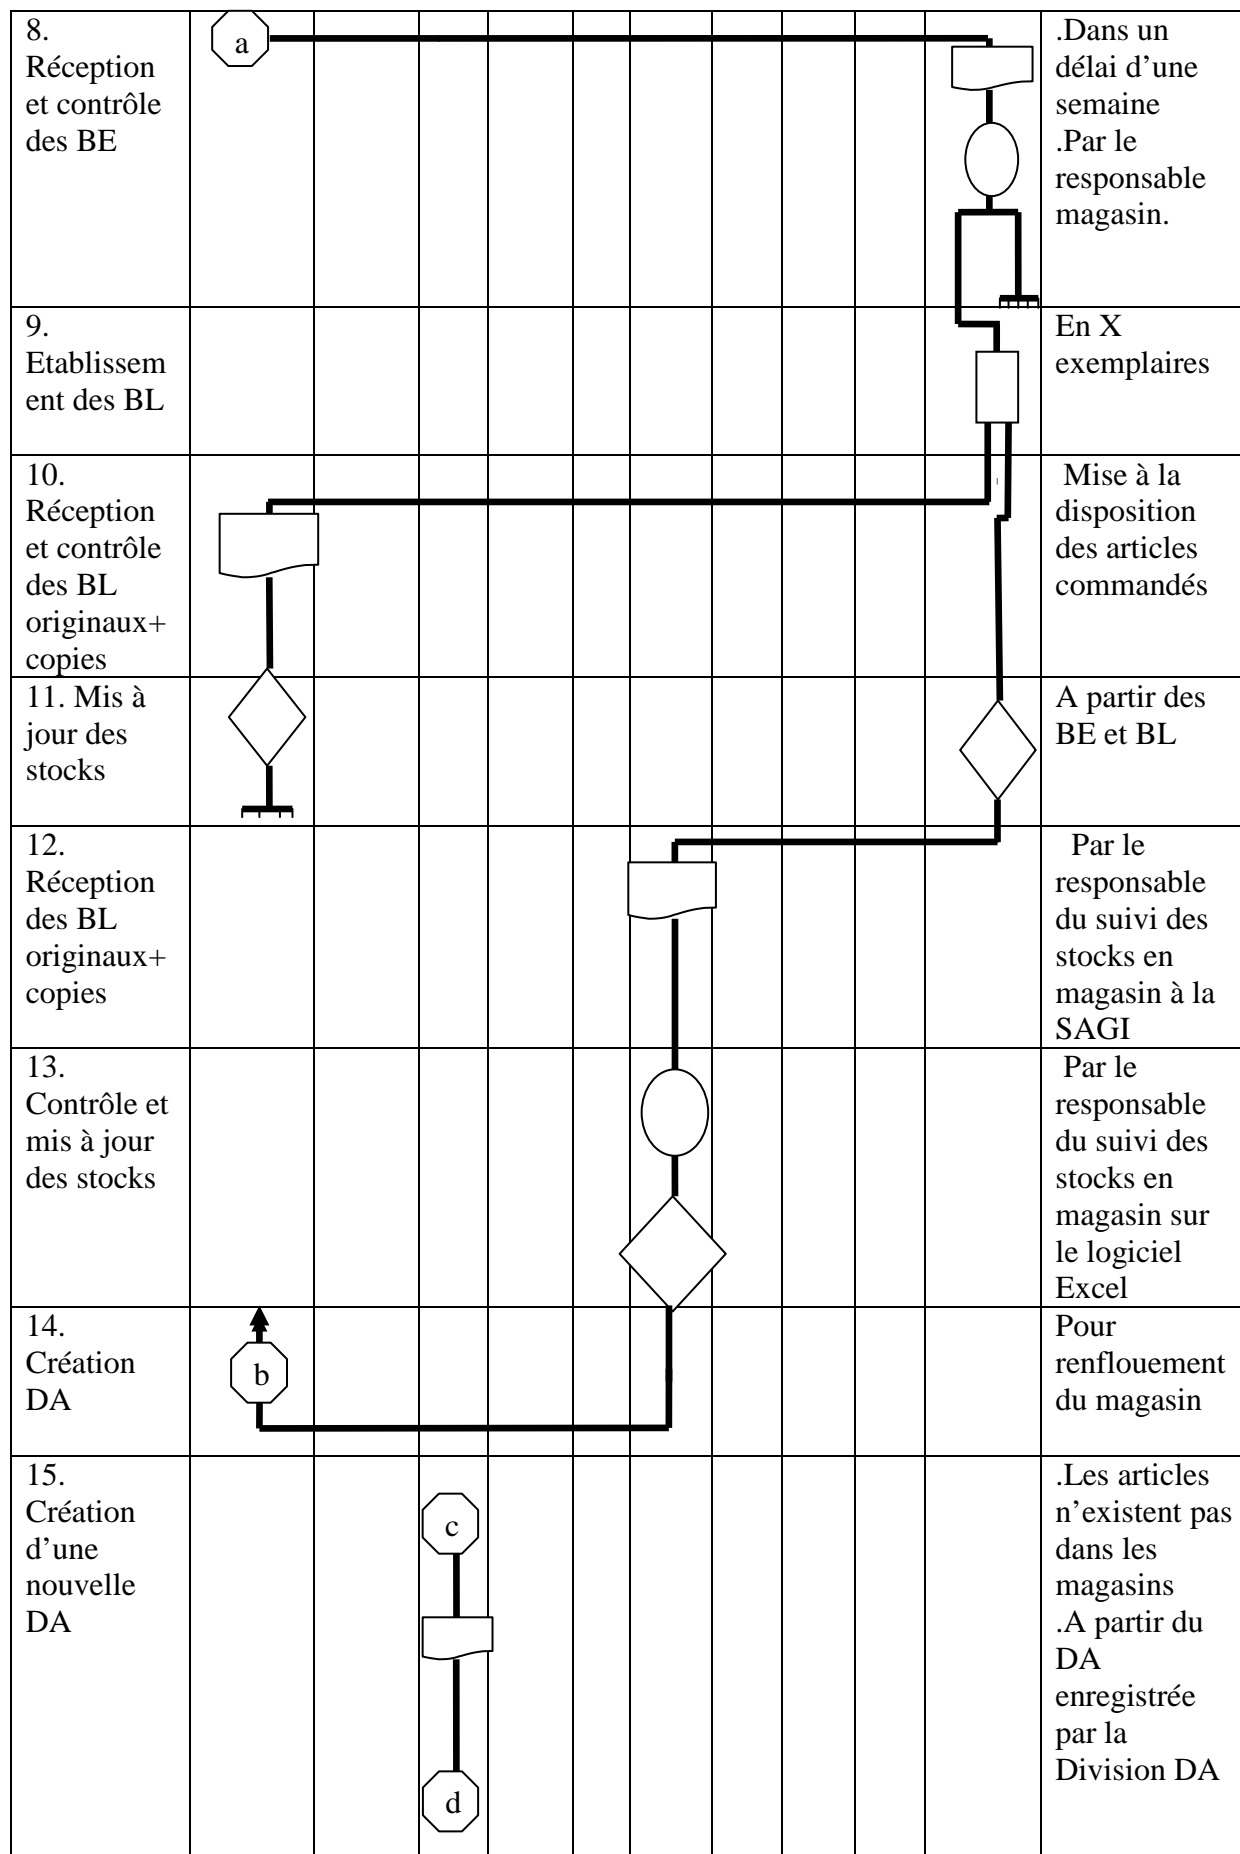 8.
Réception
et contrôle
des BE
a
.Dans un
délai d’une
semaine
.Par le
responsable
magasin.
9.
Etablissem
ent des BL
En X
exemplaires
10.
Réception
et contrôle
des BL
originaux+
copies
Mise à la
disposition
des articles
commandés
11. Mis à
jour des
stocks
A partir des
BE et BL
12.
Réception
des BL
originaux+
copies
Par le
responsable
du suivi des
stocks en
magasin à la
SAGI
13.
Contrôle et
mis à jour
des stocks
Par le
responsable
du suivi des
stocks en
magasin sur
le logiciel
Excel
14.
Création
DA
b
Pour
renflouement
du magasin
15.
Création
d’une
nouvelle
DA
c
d
.Les articles
n’existent pas
dans les
magasins
.A partir du
DA
enregistrée
par la
Division DA